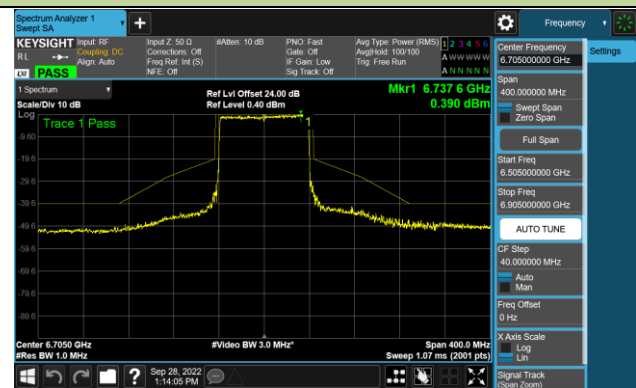 Spectrum Analyzer 1
Swept SA
Frequency
KEYSIGHT
RL
Input: RF
Coupling: DC
Align: Auto
Input Z: 50 Ω
Corrections: Off
Freq Ref: Int (S)
NFE: Off
#Atten: 10 dB
PNO: Fast
Gate: Off
IF Gain: Low
Sig Track: Off
Avg Type: Power (RMS)
Avg|Hold: 100/100
Trig: Free Run
1 2 3 4 5 6
A W W W W W
A N N N N N
LXI
PASS
1 Spectrum
Scale/Div 10 dB
Ref Lvl Offset 24.00 dB
Ref Level 0.40 dBm
Mkr1 6.737 6 GHz
0.390 dBm
Log
Trace 1 Pass
1
-9.60
-19.6
-29.6
-39.6
-49.6
-59.6
-69.6
-79.6
-89.6
Center 6.7050 GHz
#Res BW 1.0 MHz
#Video BW 3.0 MHz*
Span 400.0 MHz
Sweep 1.07 ms (2001 pts)
Sep 28, 2022
1:14:05 PM
Center Frequency
6.705000000 GHz
Settings
Span
400.000000 MHz
Swept Span
Zero Span
Full Span
Start Freq
6.505000000 GHz
Stop Freq
6.905000000 GHz
AUTO TUNE
CF Step
40.000000 MHz
Auto
Man
Freq Offset
0 Hz
X Axis Scale
Log
Lin
Signal Track
(Span Zoom)